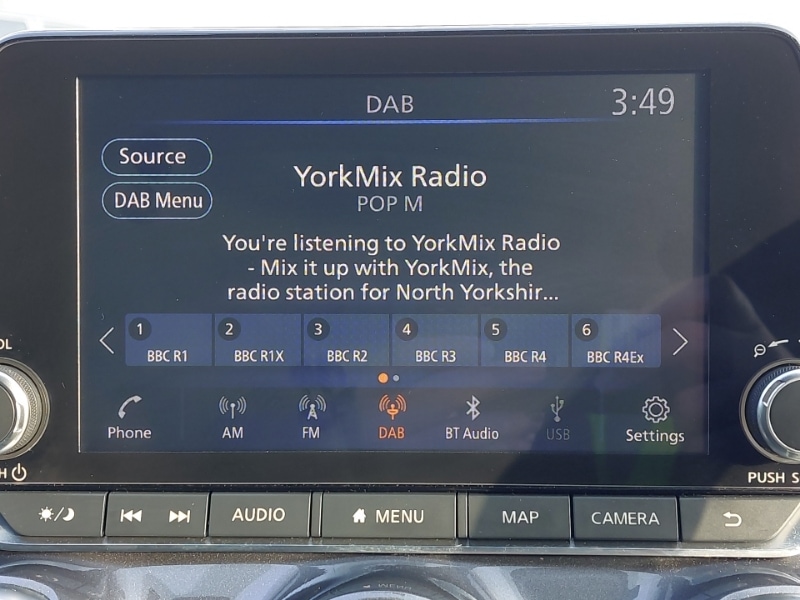 DAB
3:49
Source
DAB Menu
YorkMix Radio
POP M
You're listening to YorkMix Radio
- Mix it up with YorkMix, the
radio station for North Yorkshir...
1 2 3 4 5 6
BBC R1 BBC R1X BBC R2 BBC R3 BBC R4 BBC R4Ex
Phone AM FM DAB BT Audio USB Settings
OL
H
PUSH S
AUDIO MENU MAP CAMERA